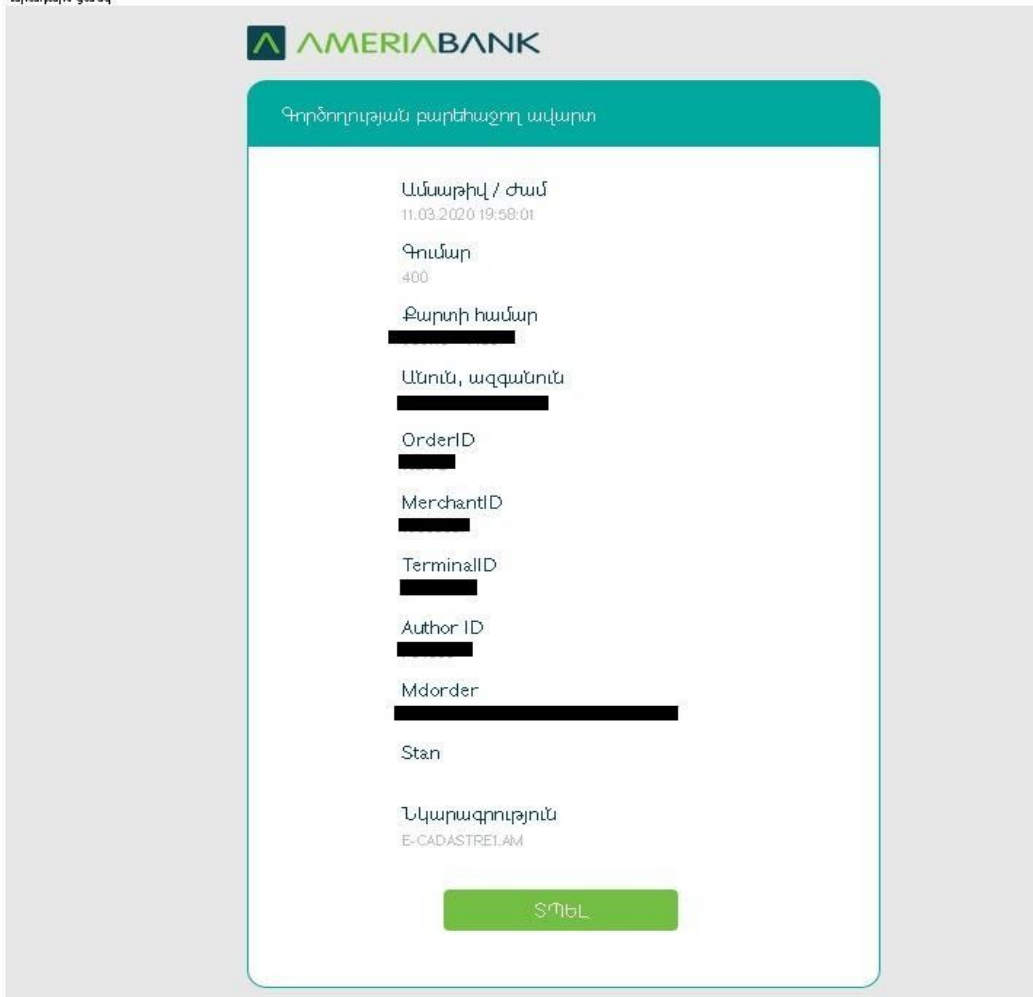 AMERIABANK
Գործողության բարեհաջող ավարտ
Ամսաթիվ / Ժամ
11.03.2020 19:58:01
Գումար
400
Քարտի համար
Անուն, ազգանուն
OrderID
MerchantID
TerminalID
Author ID
Mdorder
Stan
Նկարագրություն
E-CADASTRE1.AM
ՏՊԵԼ